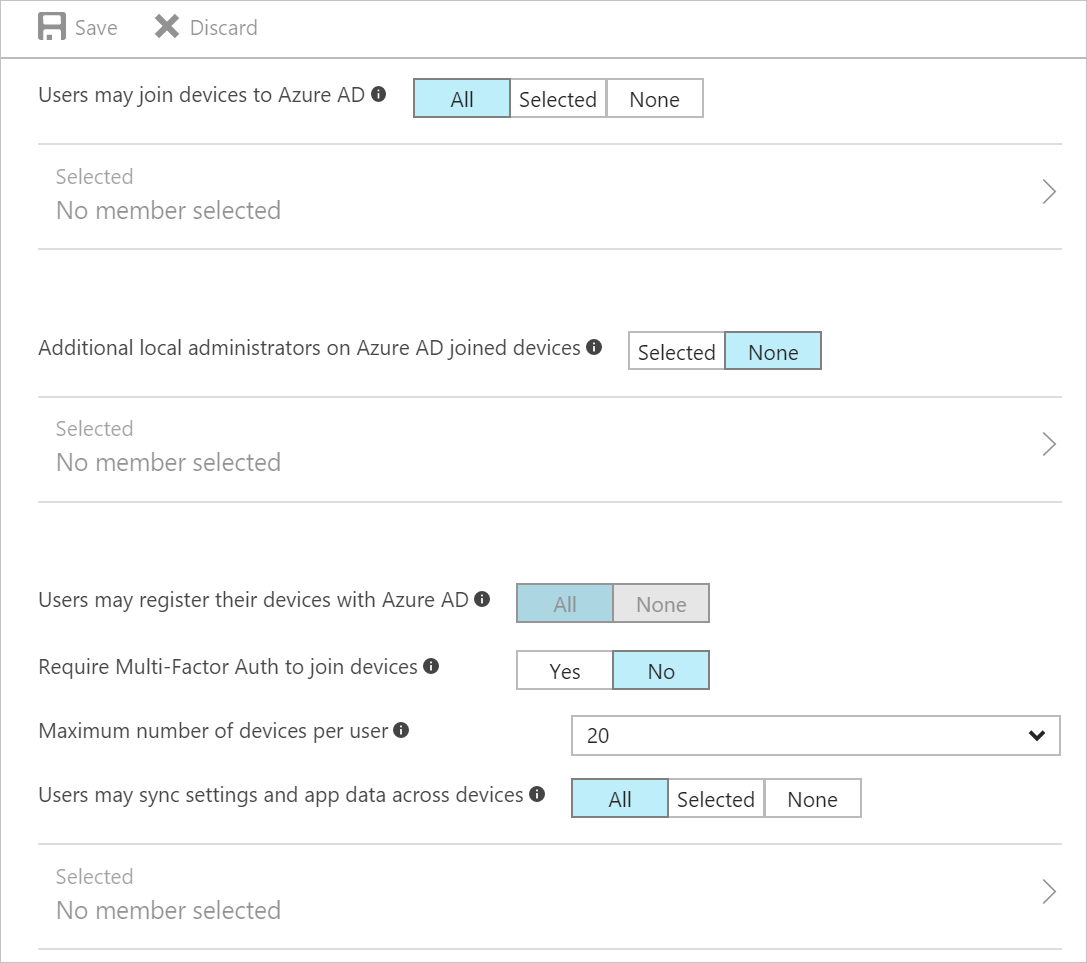 Save Discard
Users may join devices to Azure AD All Selected None
Selected
No member selected
Additional local administrators on Azure AD joined devices Selected None
Selected
No member selected
Users may register their devices with Azure AD All None
Require Multi-Factor Auth to join devices Yes No
Maximum number of devices per user 20
Users may sync settings and app data across devices All Selected None
Selected
No member selected